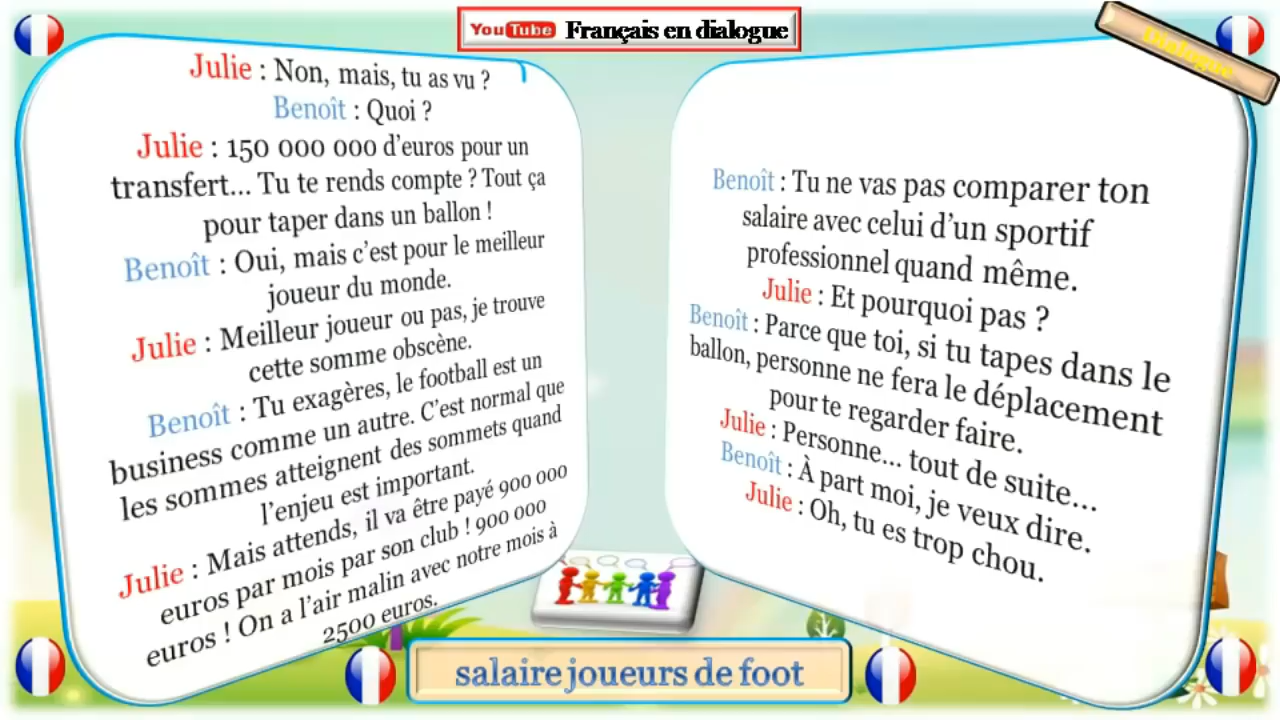 YouTube Français en dialogue
Dialogue
Julie : Non, mais, tu as vu ?
Benoît : Quoi ?
Julie : 150 000 000 d'euros pour un
transfert... Tu te rends compte ? Tout ça
pour taper dans un ballon !
Benoît : Oui, mais c'est pour le meilleur
joueur du monde.
Julie : Meilleur joueur ou pas, je trouve
cette somme obscène.
Benoît : Tu exagères, le football est un
business comme un autre. C'est normal que
les sommes atteignent des sommets quand
l'enjeu est important.
Julie : Mais attends, il va être payé 900 000
euros par mois par son club ! 900 000
euros ! On a l'air malin avec notre mois à
2500 euros.
Benoît : Tu ne vas pas comparer ton
salaire avec celui d'un sportif
professionnel quand même.
Julie : Et pourquoi pas ?
Benoît : Parce que toi, si tu tapes dans le
ballon, personne ne fera le déplacement
pour te regarder faire.
Julie : Personne... tout de suite...
Benoît : À part moi, je veux dire.
Julie : Oh, tu es trop chou.
salaire joueurs de foot